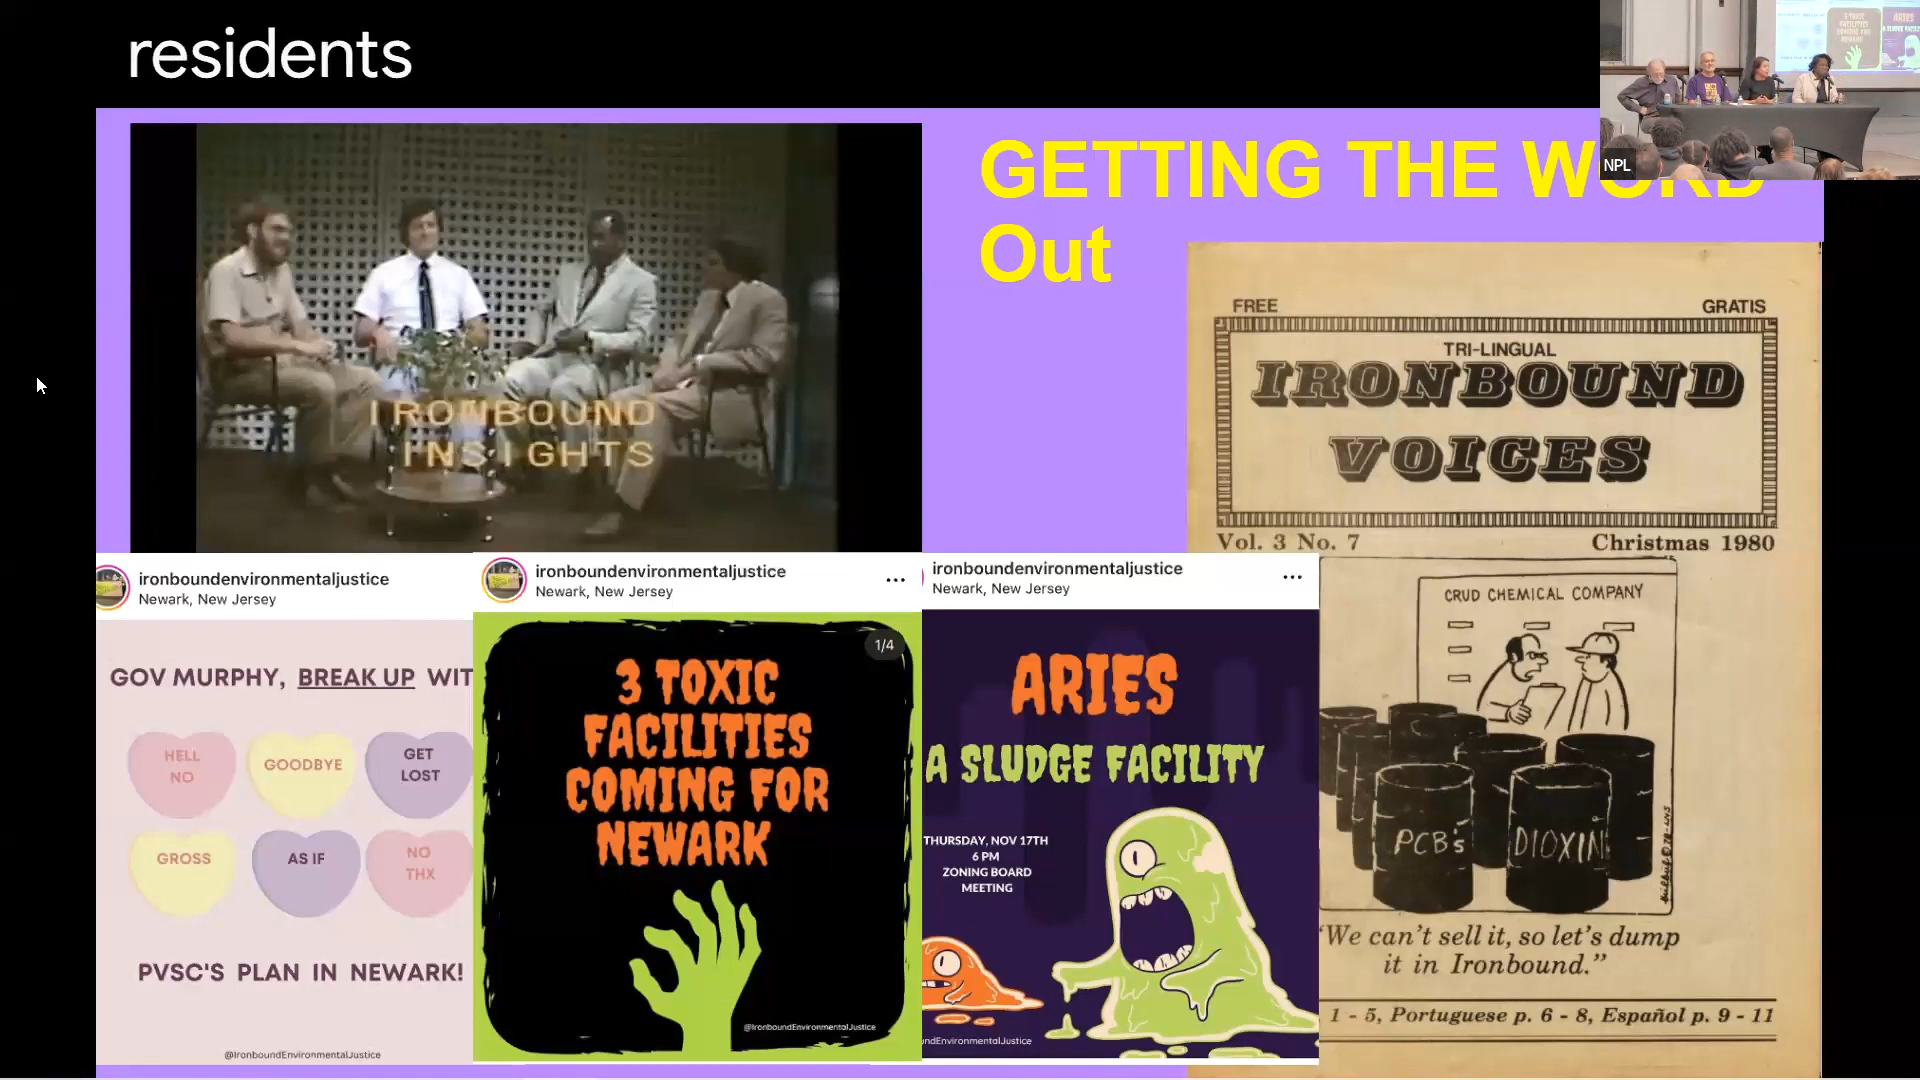 residents
GETTING THE WORD
Out
NPL
IRONBOUND
INSIGHTS
FREE
GRATIS
TRI-LINGUAL
IRONBOUND
VOICES
Vol. 3 No. 7
Christmas 1980
CRUD CHEMICAL COMPANY
PCB's
DIOXIN
"We can't sell it, so let's dump
it in Ironbound."
1 - 5, Portuguese p. 6 - 8, Español p. 9 - 11
ironboundenvironmentaljustice
Newark, New Jersey
GOV MURPHY, BREAK UP WIT
HELL
NO
GOODBYE
GET
LOST
GROSS
AS IF
NO
THX
PVSC'S PLAN IN NEWARK!
@IronboundEnvironmentalJustice
ironboundenvironmentaljustice
Newark, New Jersey
1/4
3 TOXIC
FACILITIES
COMING FOR
NEWARK
@IronboundEnvironmentalJustice
ironboundenvironmentaljustice
Newark, New Jersey
ARIES
A SLUDGE FACILITY
THURSDAY, NOV 17TH
6 PM
ZONING BOARD
MEETING
undEnvironmentalJustice